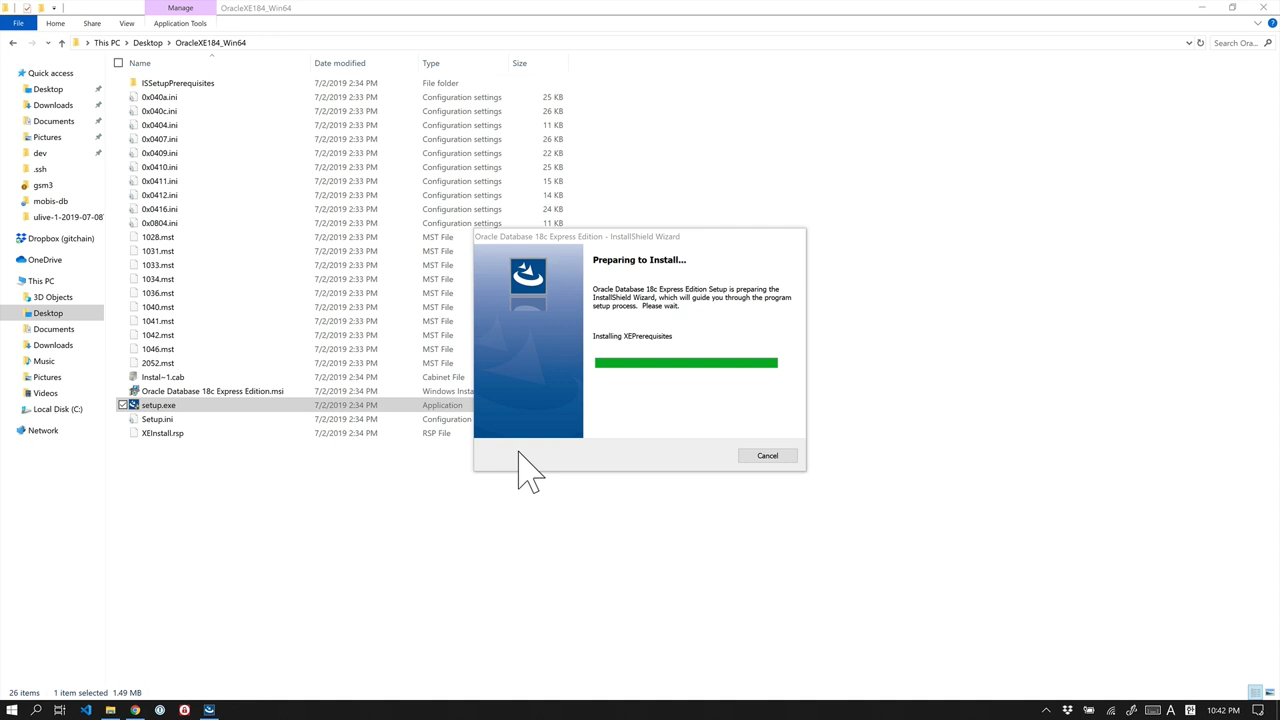 Manage
OracleXE184_Win64
File
Home
Share
View
Application Tools
This PC
Desktop
OracleXE184_Win64
Search Ora...
Name
Date modified
Type
Size
Quick access
Desktop
Downloads
Documents
Pictures
dev
.ssh
gsm3
mobis-db
ulive-1-2019-07-08
Dropbox (gitchain)
OneDrive
This PC
3D Objects
Desktop
Documents
Downloads
Music
Pictures
Videos
Local Disk (C:)
Network
ISSetupPrerequisites 7/2/2019 2:34 PM File folder
0x040a.ini 7/2/2019 2:33 PM Configuration settings 25 KB
0x040c.ini 7/2/2019 2:33 PM Configuration settings 26 KB
0x0404.ini 7/2/2019 2:33 PM Configuration settings 11 KB
0x0407.ini 7/2/2019 2:33 PM Configuration settings 26 KB
0x0409.ini 7/2/2019 2:33 PM Configuration settings 22 KB
0x0410.ini 7/2/2019 2:33 PM Configuration settings 25 KB
0x0411.ini 7/2/2019 2:33 PM Configuration settings 15 KB
0x0412.ini 7/2/2019 2:33 PM Configuration settings 14 KB
0x0416.ini 7/2/2019 2:33 PM Configuration settings 24 KB
0x0804.ini 7/2/2019 2:33 PM Configuration settings 11 KB
1028.mst 7/2/2019 2:34 PM MST File
1031.mst 7/2/2019 2:34 PM MST File
1033.mst 7/2/2019 2:34 PM MST File
1034.mst 7/2/2019 2:34 PM MST File
1036.mst 7/2/2019 2:34 PM MST File
1040.mst 7/2/2019 2:34 PM MST File
1041.mst 7/2/2019 2:34 PM MST File
1042.mst 7/2/2019 2:34 PM MST File
1046.mst 7/2/2019 2:34 PM MST File
2052.mst 7/2/2019 2:34 PM MST File
Instal~1.cab 7/2/2019 2:34 PM Cabinet File
Oracle Database 18c Express Edition.msi 7/2/2019 2:34 PM Windows Insta
setup.exe 7/2/2019 2:34 PM Application
Setup.ini 7/2/2019 2:34 PM Configuration
XEInstall.rsp 7/2/2019 2:34 PM RSP File
Oracle Database 18c Express Edition - InstallShield Wizard
Preparing to Install...
Oracle Database 18c Express Edition Setup is preparing the
InstallShield Wizard, which will guide you through the program
setup process. Please wait.
Installing XEPrerequisites
Cancel
26 items
1 item selected 1.49 MB
10:42 PM